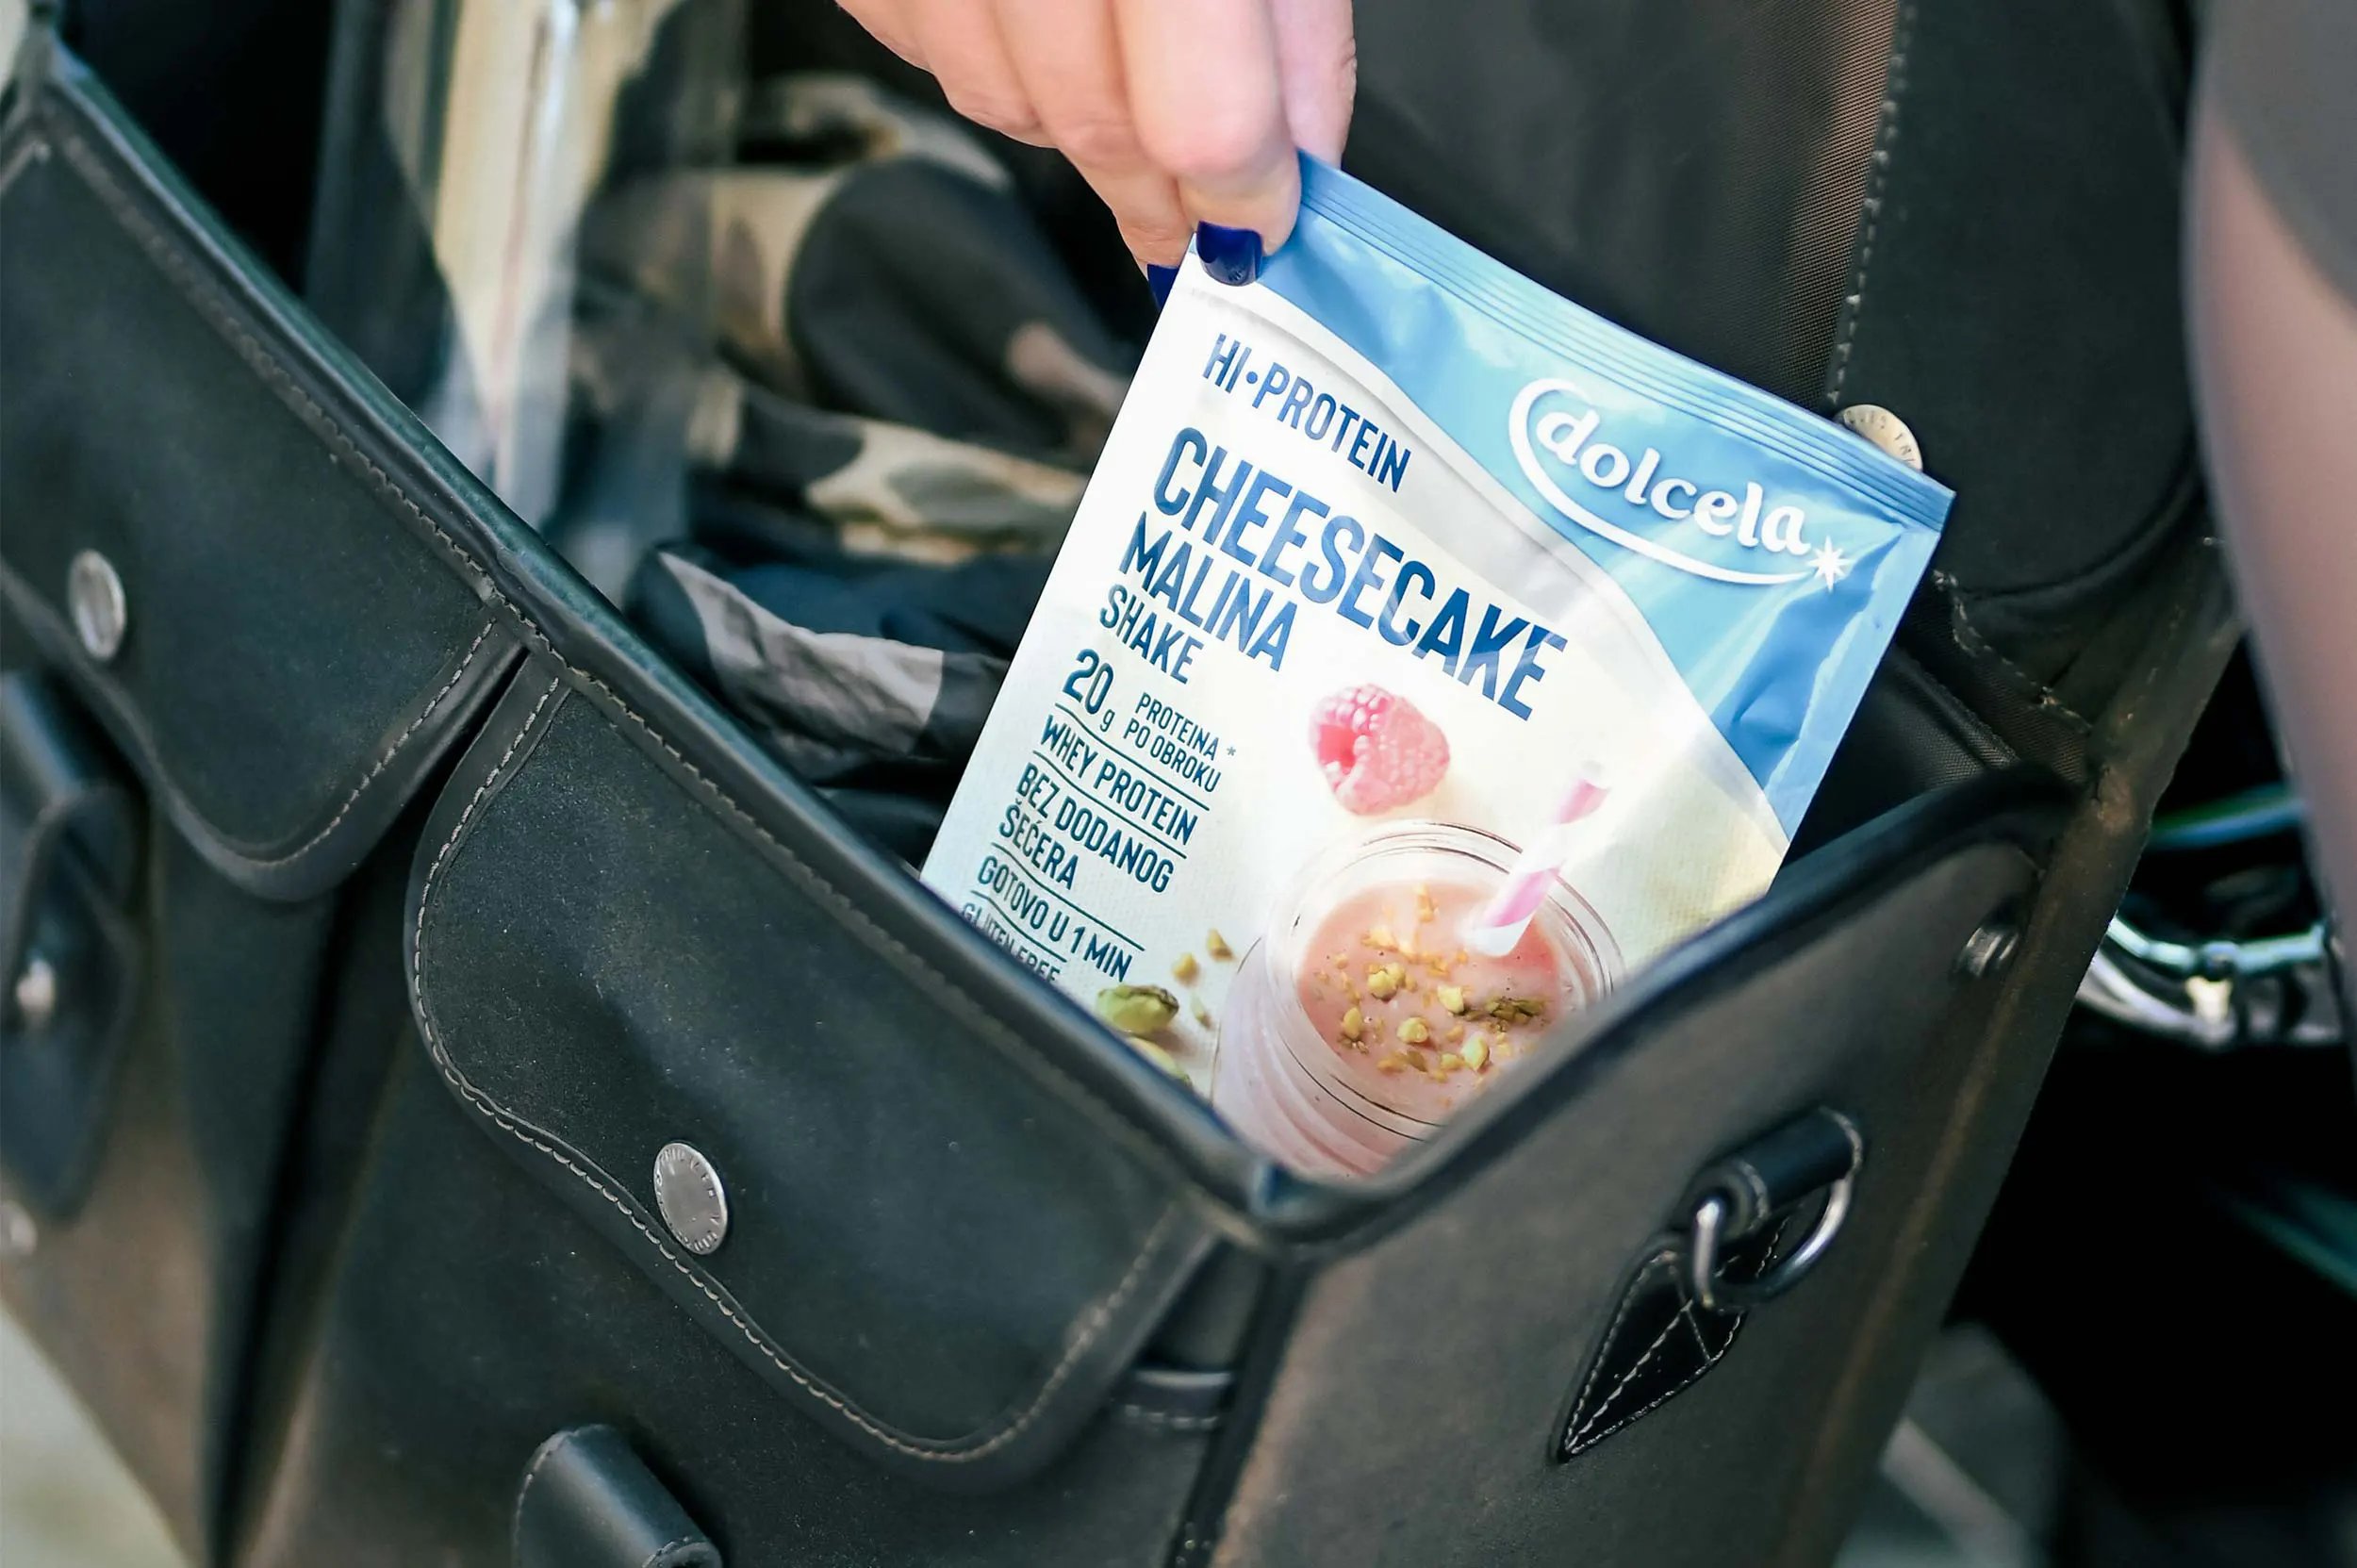 dolcela
HI·PROTEIN
CHEESECAKE
MALINA
SHAKE
20 g PROTEINA *
PO OBROKU
WHEY PROTEIN
BEZ DODANOG
ŠEĆERA
GOTOVO U 1 MIN
GLUTEN FREE